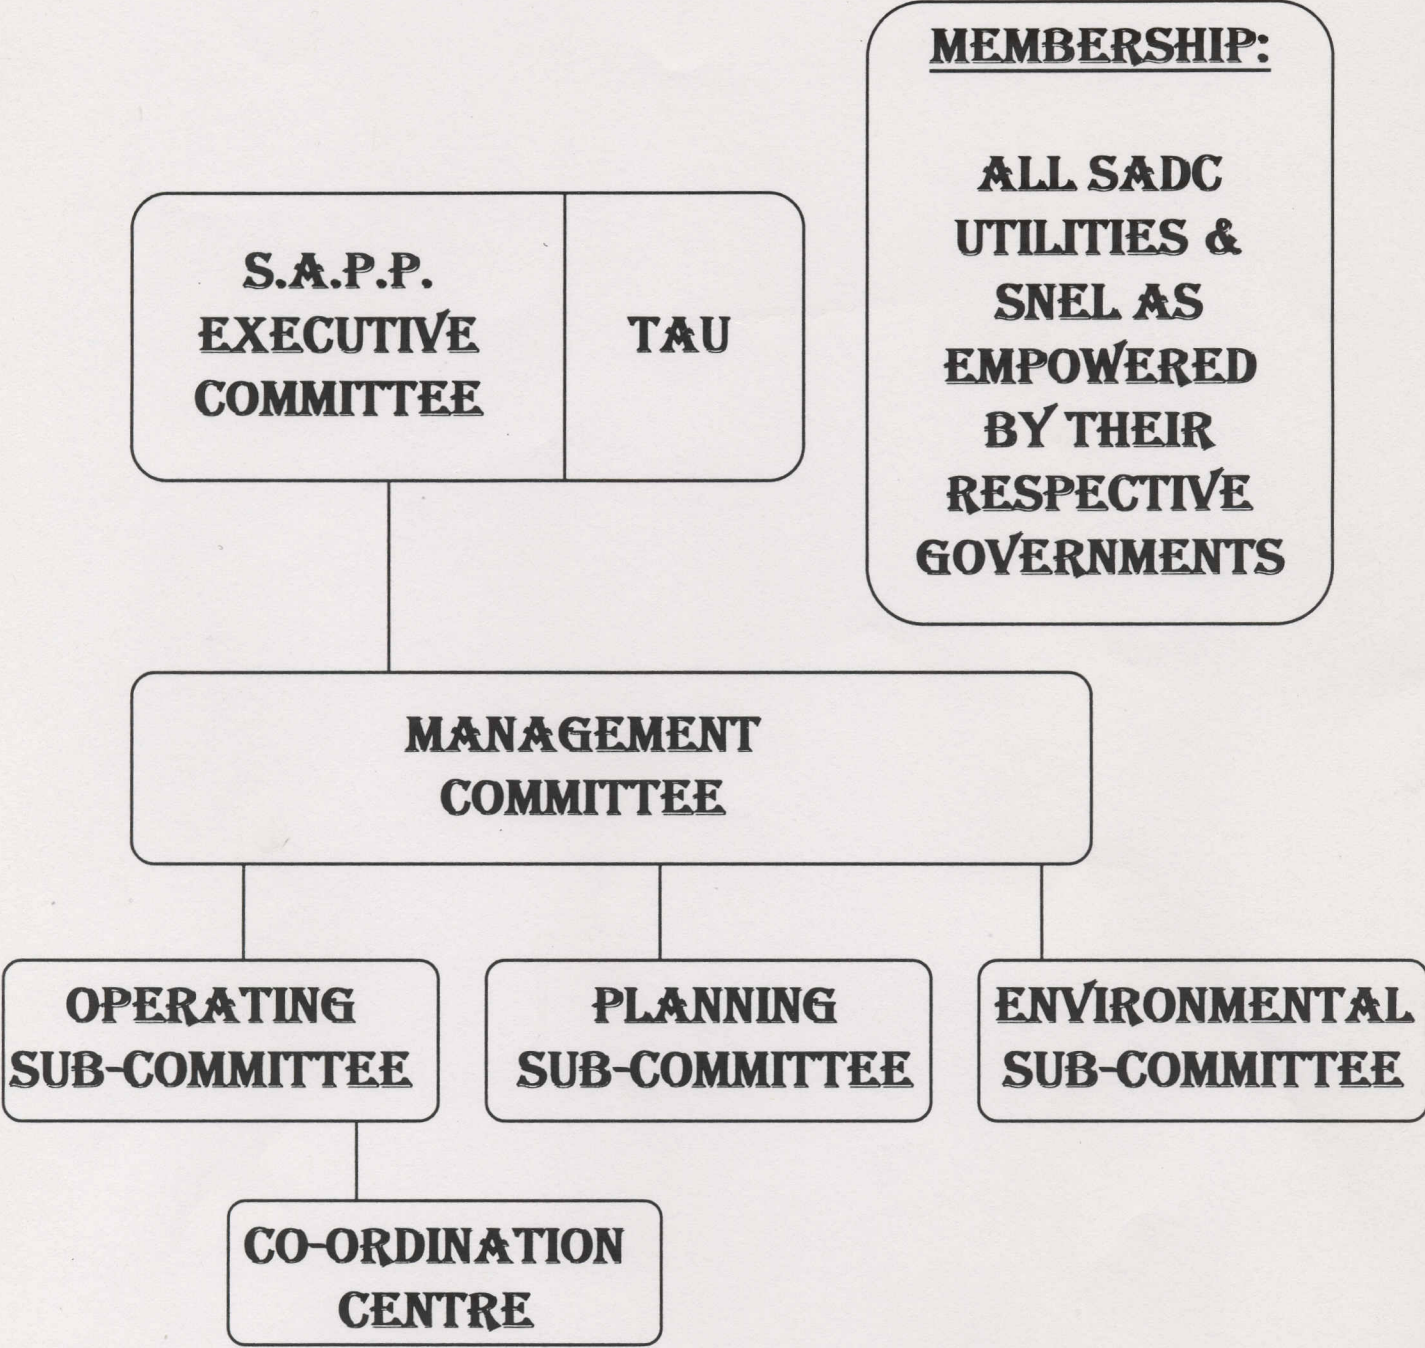 MEMBERSHIP:
ALL SADC
UTILITIES &
SNEL AS
EMPOWERED
BY THEIR
RESPECTIVE
GOVERNMENTS
S.A.P.P.
EXECUTIVE
COMMITTEE
TAU
MANAGEMENT
COMMITTEE
OPERATING
SUB-COMMITTEE
PLANNING
SUB-COMMITTEE
ENVIRONMENTAL
SUB-COMMITTEE
CO-ORDINATION
CENTRE